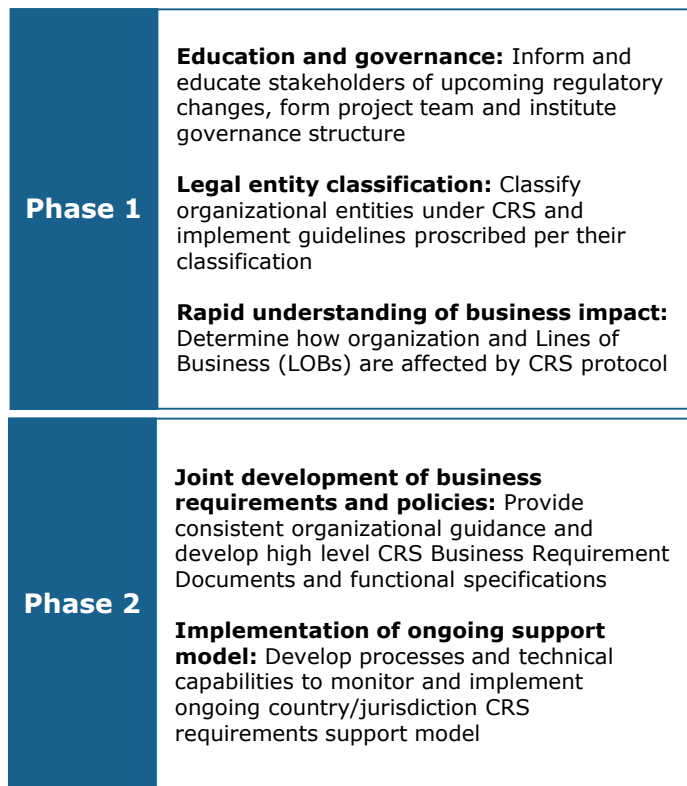 Phase 1
Education and governance: Inform and
educate stakeholders of upcoming regulatory
changes, form project team and institute
governance structure
Legal entity classification: Classify
organizational entities under CRS and
implement guidelines proscribed per their
classification
Rapid understanding of business impact:
Determine how organization and Lines of
Business (LOBs) are affected by CRS protocol
Phase 2
Joint development of business
requirements and policies: Provide
consistent organizational guidance and
develop high level CRS Business Requirement
Documents and functional specifications
Implementation of ongoing support
model: Develop processes and technical
capabilities to monitor and implement
ongoing country/jurisdiction CRS
requirements support model